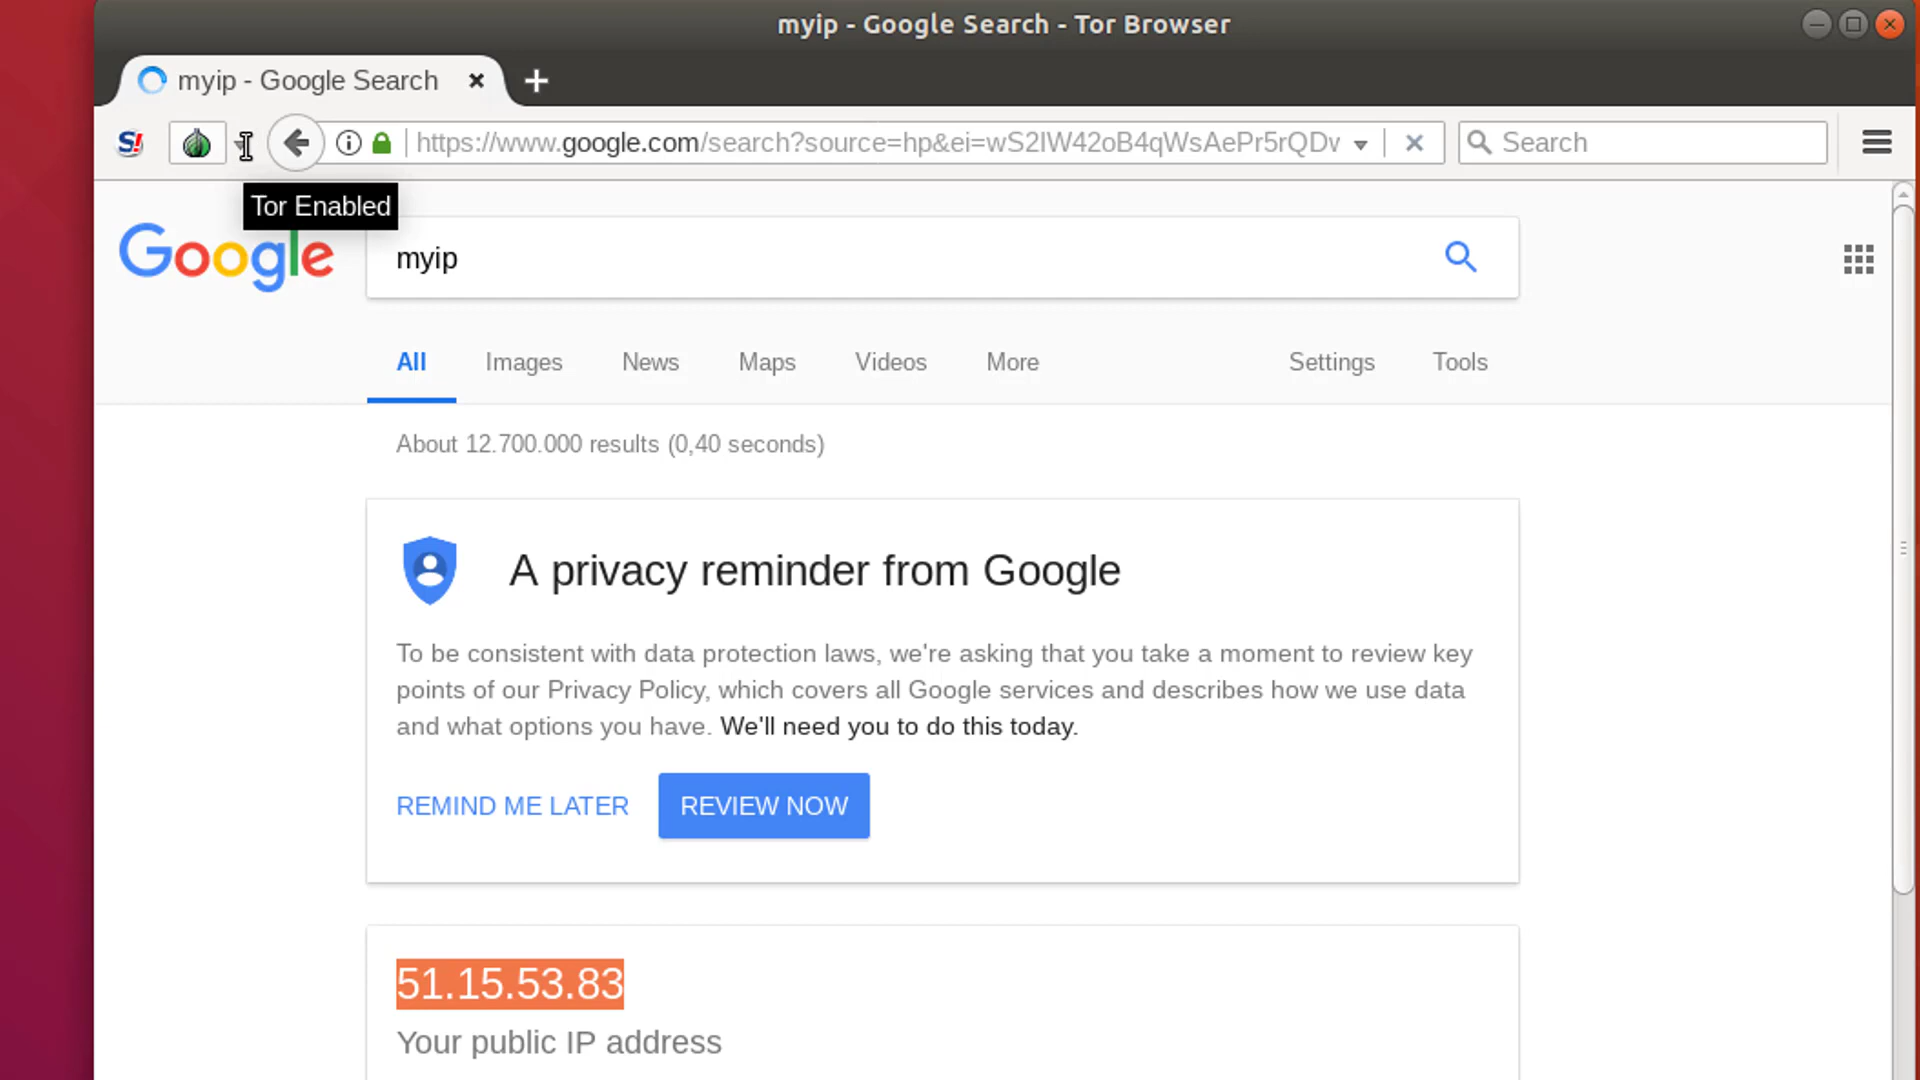 myip - Google Search - Tor Browser
myip - Google Search
S!
https://www.google.com/search?source=hp&ei=wS2IW42oB4qWsAePr5rQDv
Search
Tor Enabled
Google
myip
All Images News Maps Videos More Settings Tools
About 12.700.000 results (0,40 seconds)
A privacy reminder from Google
To be consistent with data protection laws, we're asking that you take a moment to review key
points of our Privacy Policy, which covers all Google services and describes how we use data
and what options you have. We'll need you to do this today.
REMIND ME LATER REVIEW NOW
51.15.53.83
Your public IP address